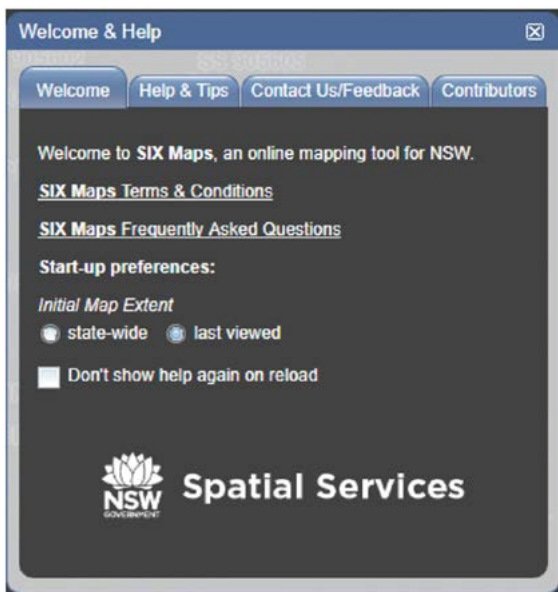 Welcome & Help
Welcome
Help & Tips
Contact Us/Feedback
Contributors
Welcome to SIX Maps, an online mapping tool for NSW.
SIX Maps Terms & Conditions
SIX Maps Frequently Asked Questions
Start-up preferences:
Initial Map Extent
state-wide last viewed
Don't show help again on reload
NSW
GOVERNMENT
Spatial Services